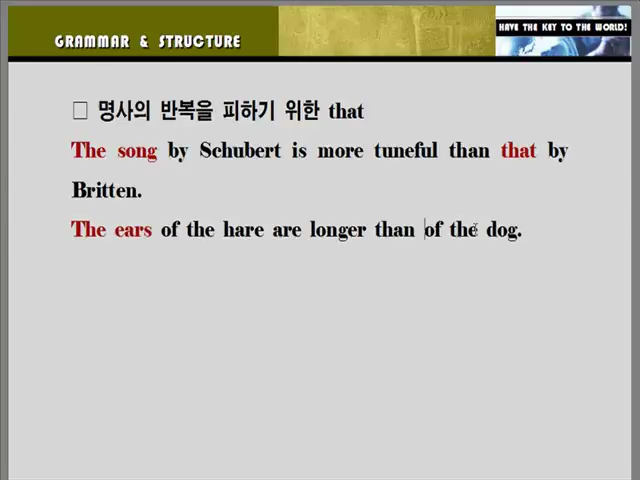 GRAMMAR & STRUCTURE
HAVE THE KEY TO THE WORLD!
□ 명사의 반복을 피하기 위한 that
The song by Schubert is more tuneful than that by
Britten.
The ears of the hare are longer than of the dog.